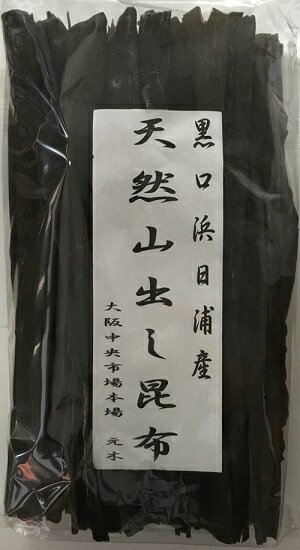 黒口浜日浦産
天然山出し昆布
大阪中央市場本場 元木